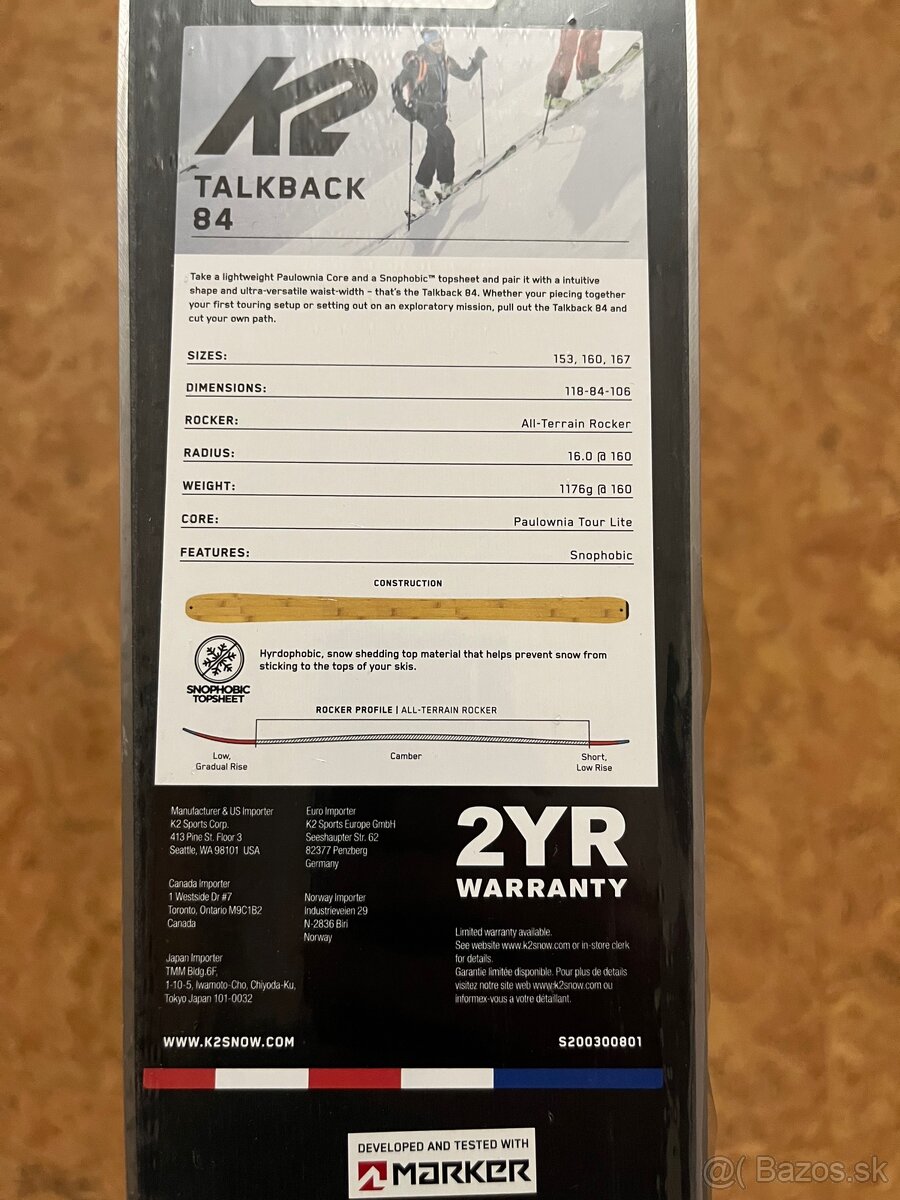 K2
TALKBACK
84
Take a lightweight Paulownia Core and a Snophobic™ topsheet and pair it with a intuitive
shape and ultra-versatile waist-width – that's the Talkback 84. Whether your piecing together
your first touring setup or setting out on an exploratory mission, pull out the Talkback 84 and
cut your own path.
SIZES: 153, 160, 167
DIMENSIONS: 118-84-106
ROCKER: All-Terrain Rocker
RADIUS: 16.0 @ 160
WEIGHT: 1176g @ 160
CORE: Paulownia Tour Lite
FEATURES: Snophobic
CONSTRUCTION
SNOPHOBIC
TOPSHEET
Hyrdophobic, snow shedding top material that helps prevent snow from
sticking to the tops of your skis.
ROCKER PROFILE | ALL-TERRAIN ROCKER
Low,
Gradual Rise
Camber
Short,
Low Rise
Manufacturer & US Importer
K2 Sports Corp.
413 Pine St. Floor 3
Seattle, WA 98101 USA
Canada Importer
1 Westside Dr #7
Toronto, Ontario M9C1B2
Canada
Japan Importer
TMM Bldg.6F,
1-10-5, Iwamoto-Cho, Chiyoda-Ku,
Tokyo Japan 101-0032
Euro Importer
K2 Sports Europe GmbH
Seeshaupter Str. 62
82377 Penzberg
Germany
Norway Importer
Industrieveien 29
N-2836 Biri
Norway
2YR
WARRANTY
Limited warranty available.
See website www.k2snow.com or in-store clerk
for details.
Garantie limitée disponible. Pour plus de détails
visitez notre site web www.k2snow.com ou
informex-vous a votre détaillant.
WWW.K2SNOW.COM
S200300801
DEVELOPED AND TESTED WITH
MARKER
@( Bazos.sk